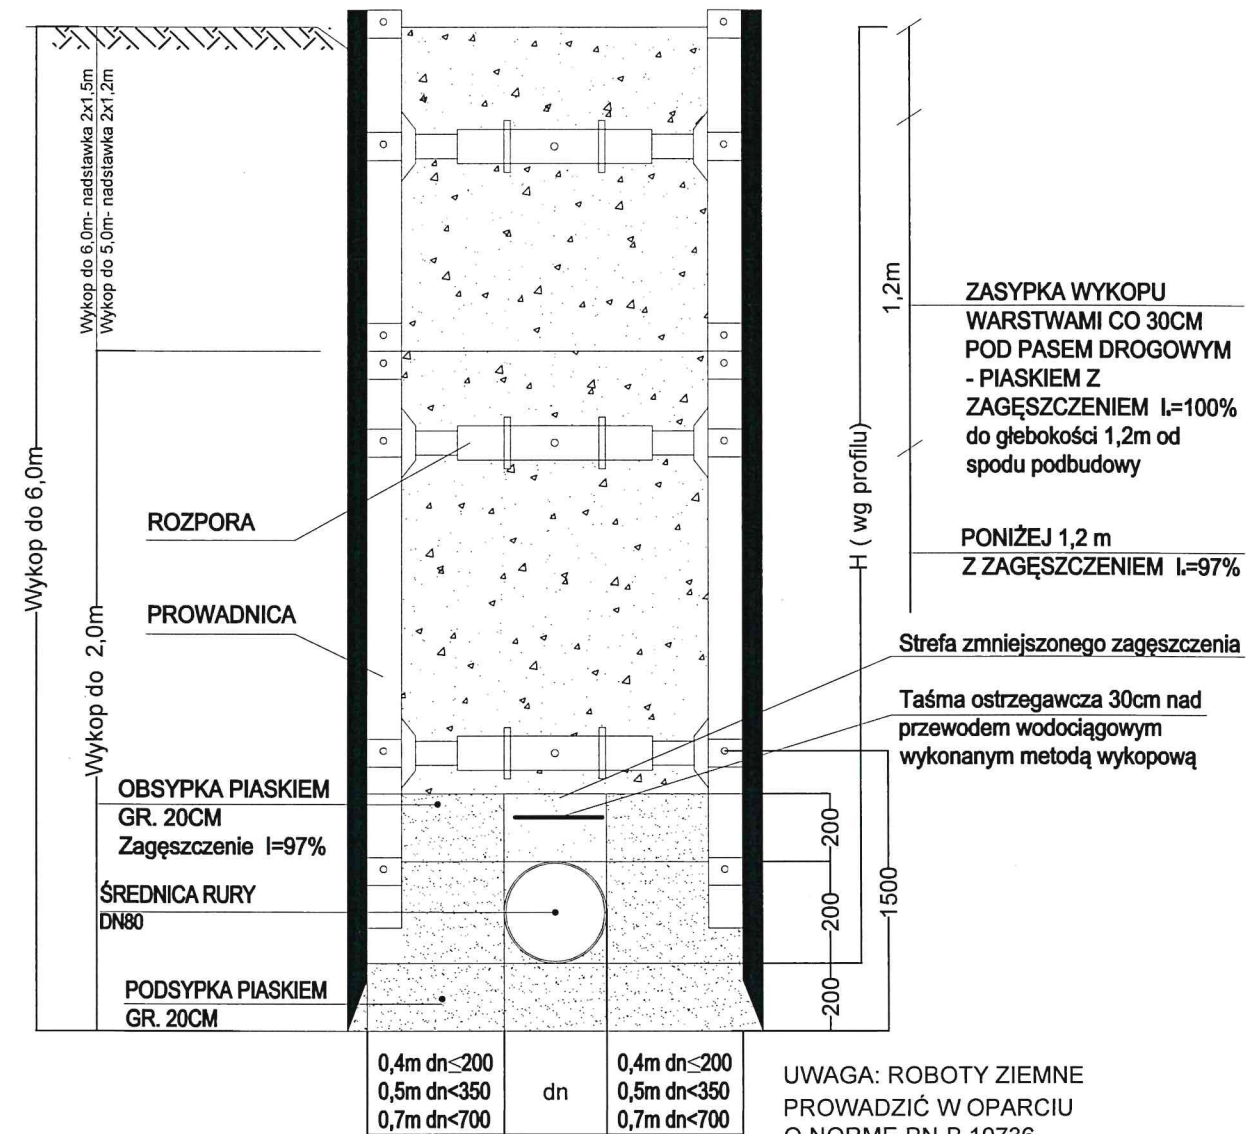 Wykop do 6,0m- nadstawka 2x1,5m
Wykop do 5,0m- nadstawka 2x1,2m
Wykop do 6,0m
Wykop do 2,0m
ROZPORA
PROWADNICA
OBSYPKA PIASKIEM
GR. 20CM
Zagęszczenie I=97%
ŚREDNICA RURY
DN80
PODSYPKA PIASKIEM
GR. 20CM
H ( wg profilu)
1,2m
ZASYPKA WYKOPU
WARSTWAMI CO 30CM
POD PASEM DROGOWYM
- PIASKIEM Z
ZAGĘSZCZENIEM I.=100%
do głebokości 1,2m od
spodu podbudowy
PONIŻEJ 1,2 m
Z ZAGĘSZCZENIEM I.=97%
Strefa zmniejszonego zagęszczenia
Taśma ostrzegawcza 30cm nad
przewodem wodociągowym
wykonanym metodą wykopową
200
200
200
1500
0,4m dn≤200
0,5m dn<350
0,7m dn<700
dn
0,4m dn≤200
0,5m dn<350
0,7m dn<700
UWAGA: ROBOTY ZIEMNE
PROWADZIĆ W OPARCIU
O NORMĘ PN-B-10736